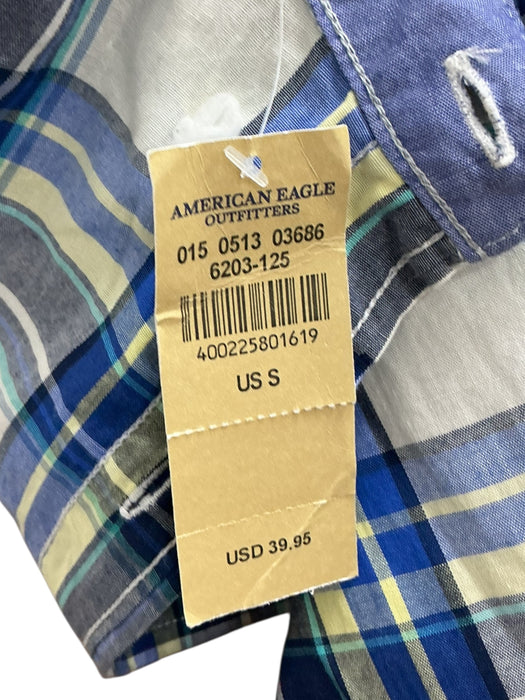 AMERICAN EAGLE
OUTFITTERS
015 0513 03686
6203-125
400225801619
US S
USD 39.95